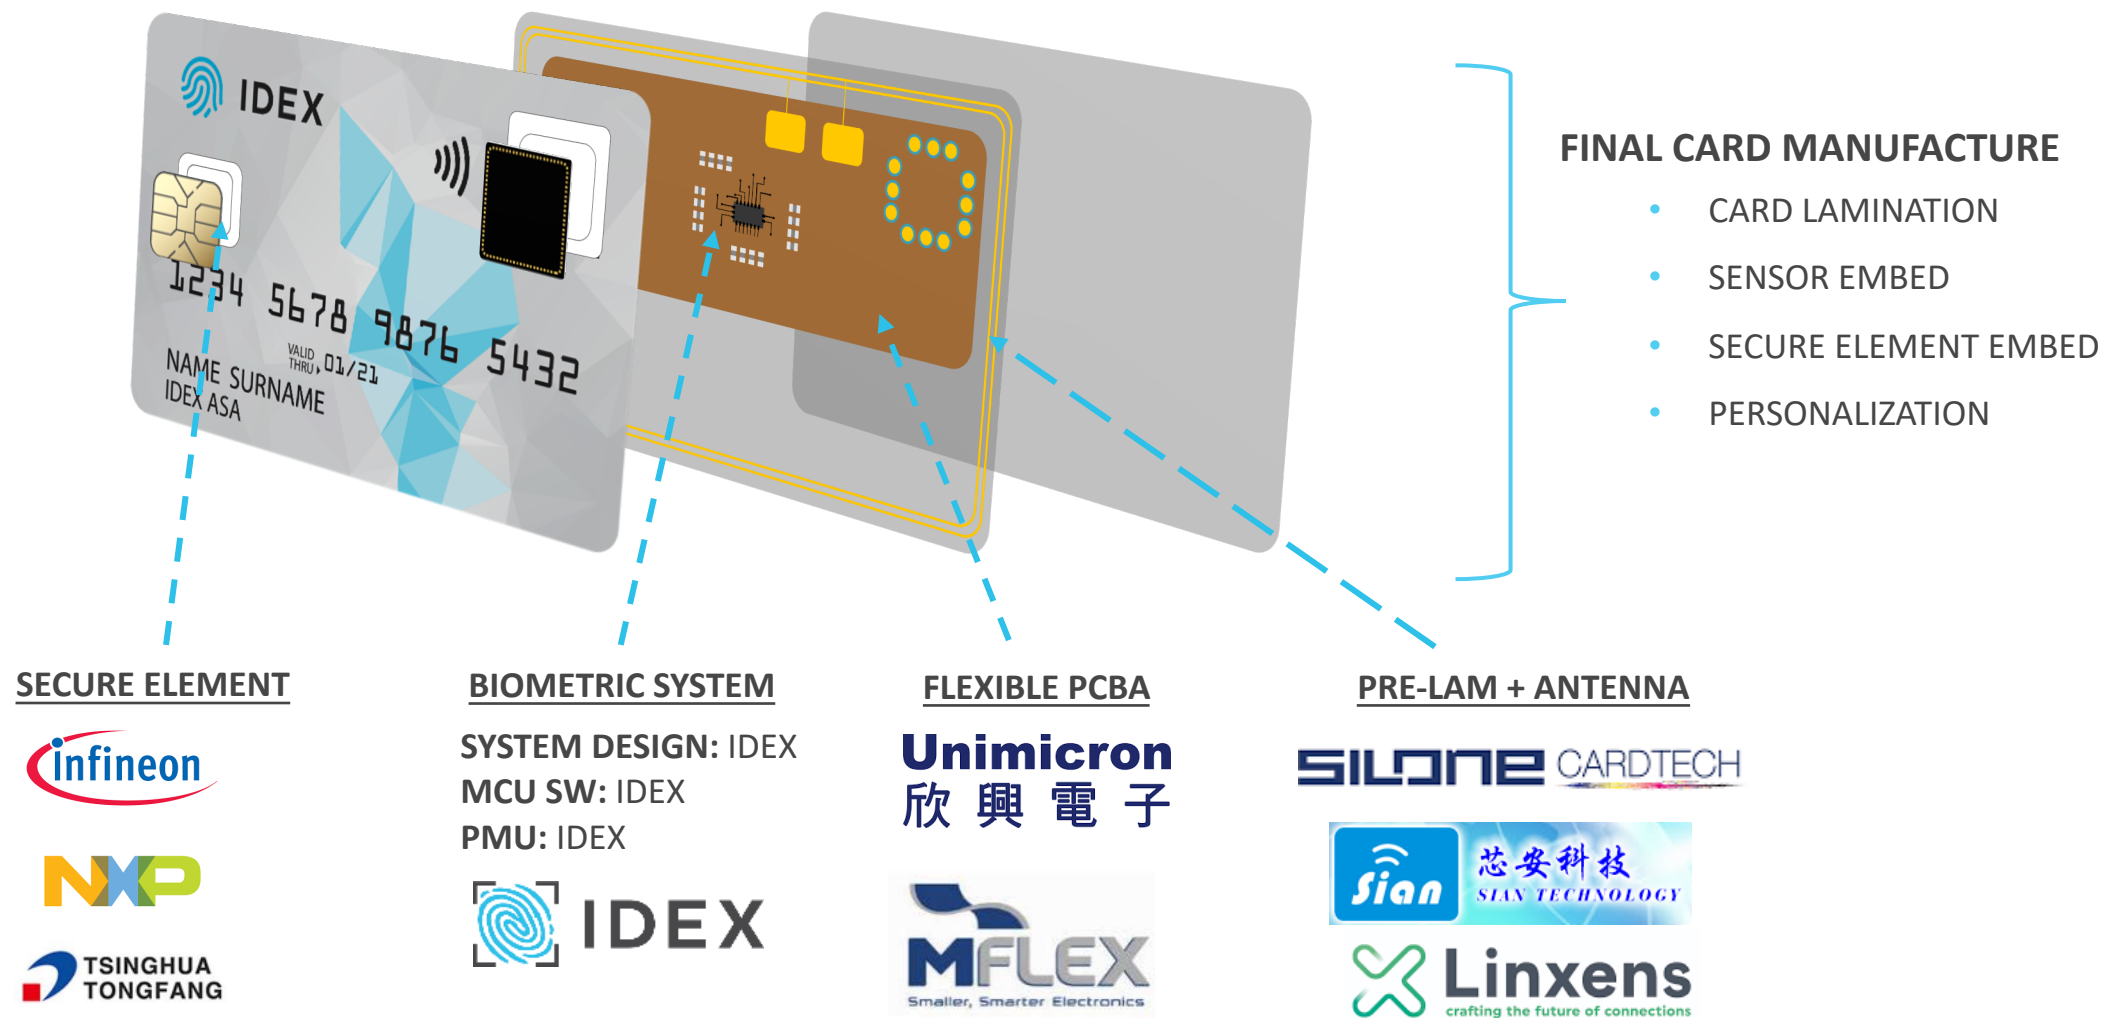 IDEX
1234 5678 9876 5432
VALID
THRU 01/21
NAME SURNAME
IDEX ASA
FINAL CARD MANUFACTURE
• CARD LAMINATION
• SENSOR EMBED
• SECURE ELEMENT EMBED
• PERSONALIZATION
SECURE ELEMENT
infineon
NXP
TSINGHUA
TONGFANG
BIOMETRIC SYSTEM
SYSTEM DESIGN: IDEX
MCU SW: IDEX
PMU: IDEX
IDEX
FLEXIBLE PCBA
Unimicron
欣興電子
MFLEX
Smaller, Smarter Electronics
PRE-LAM + ANTENNA
SILONE CARDTECH
Sian
芯安科技
SIAN TECHNOLOGY
Linxens
crafting the future of connections